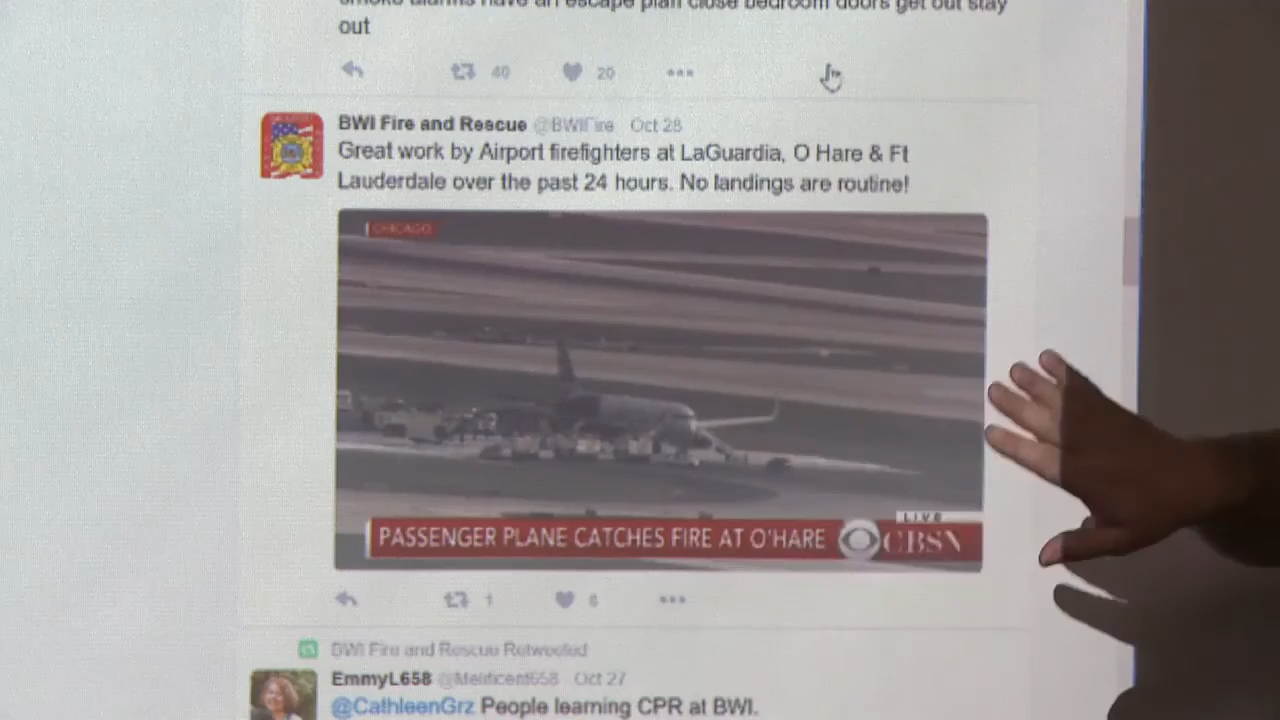 smoke alarms have an escape plan close bedroom doors get out stay
out
40 20
BWI Fire and Rescue @BWIFire Oct 28
Great work by Airport firefighters at LaGuardia, O Hare & Ft
Lauderdale over the past 24 hours. No landings are routine!
CHICAGO
LIVE
PASSENGER PLANE CATCHES FIRE AT O'HARE CBSN
1 6
BWI Fire and Rescue Retweeted
EmmyL658 @Menficent658 Oct 27
@CathleenGrz People learning CPR at BWI.